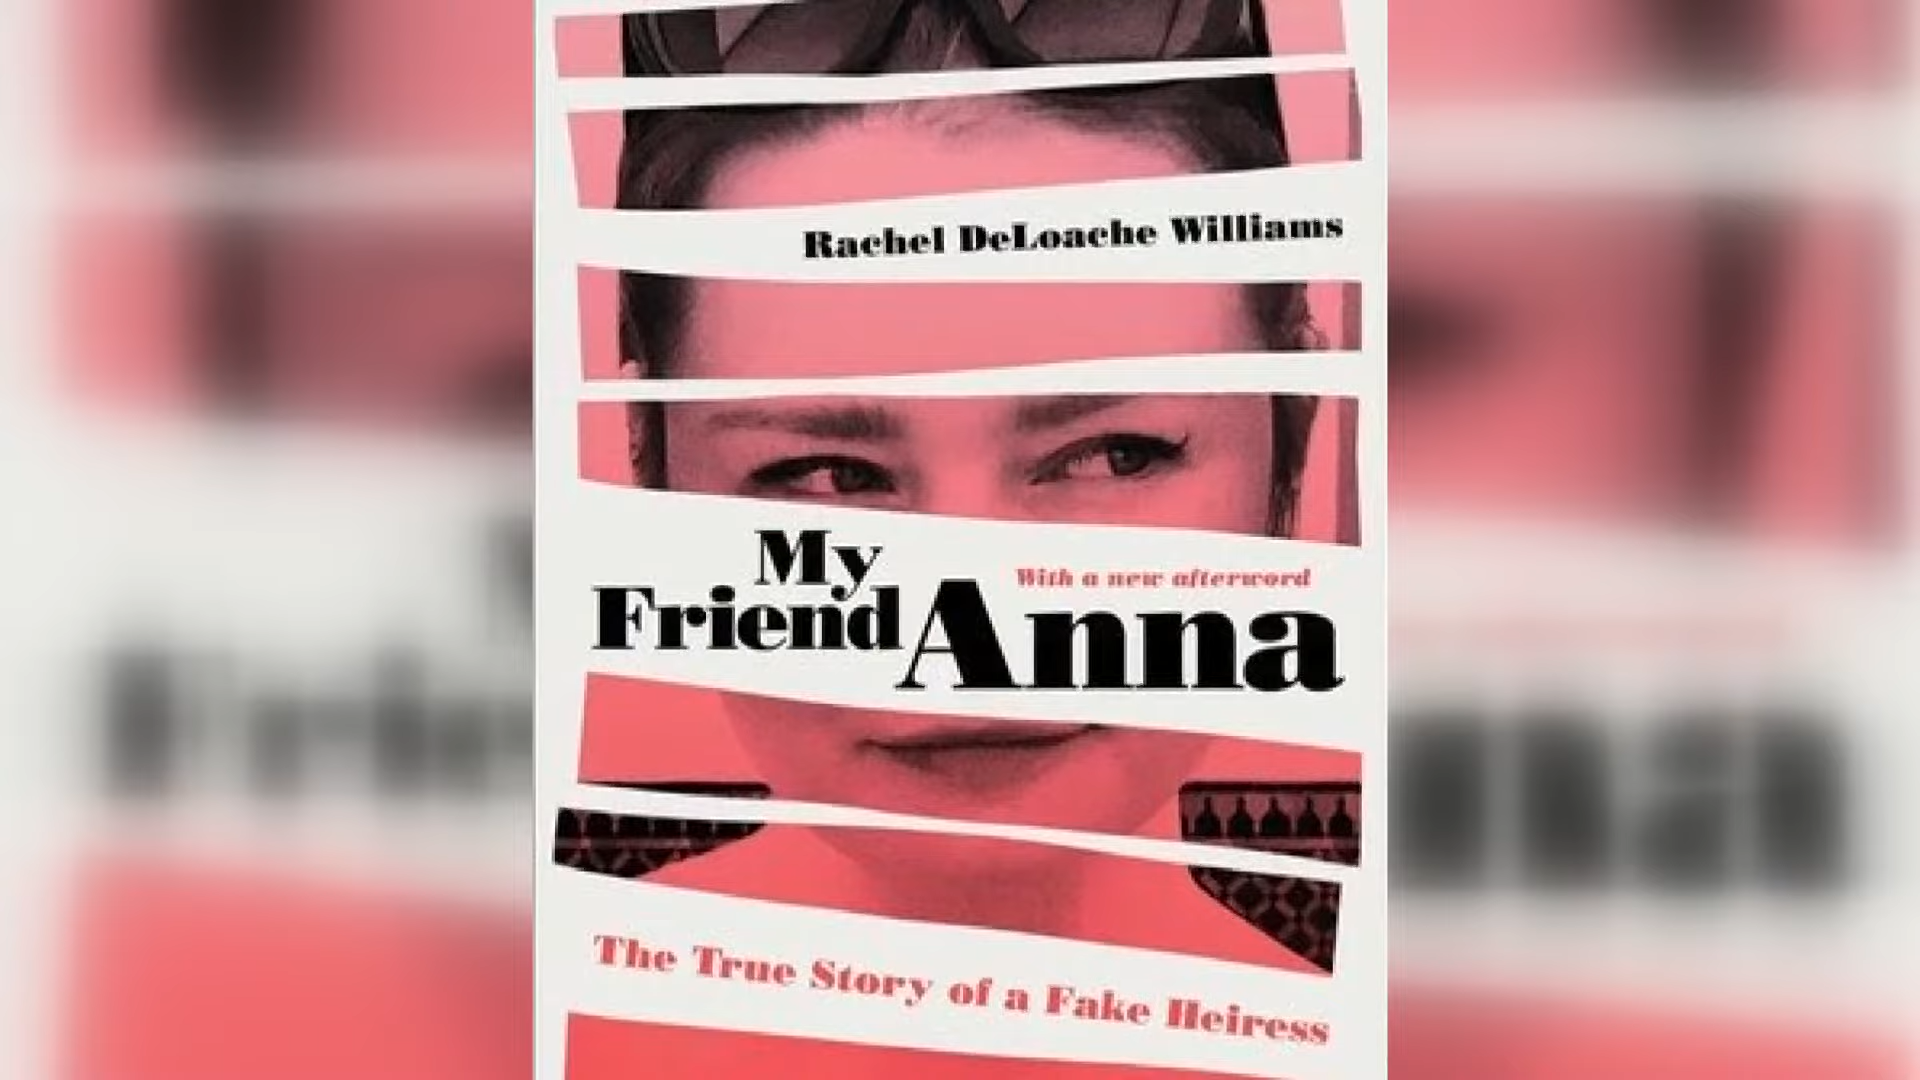 Rachel DeLoache Williams
My
Friend Anna
With a new afterword
The True Story of a Fake Heiress